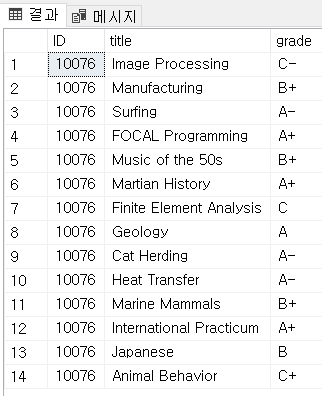 결과 메시지
ID title grade
1 10076 Image Processing C-
2 10076 Manufacturing B+
3 10076 Surfing A-
4 10076 FOCAL Programming A+
5 10076 Music of the 50s B+
6 10076 Martian History A+
7 10076 Finite Element Analysis C
8 10076 Geology A
9 10076 Cat Herding A-
10 10076 Heat Transfer A-
11 10076 Marine Mammals B+
12 10076 International Practicum A+
13 10076 Japanese B
14 10076 Animal Behavior C+